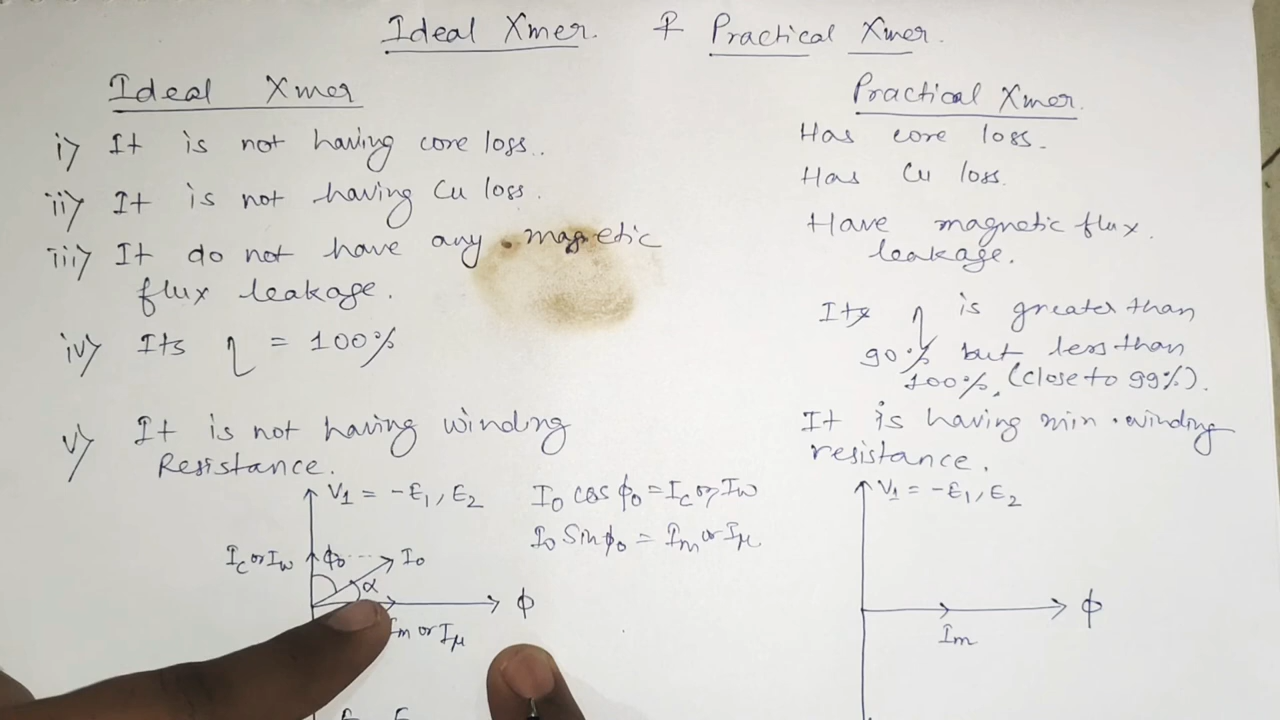 Ideal Xmer. & Practical Xmer.
Ideal Xmer
i) It is not having core loss..
ii) It is not having Cu loss.
iii) It do not have any magnetic
flux leakage.
iv) Its η = 100%
v) It is not having winding
Resistance.
V1 = -E1, E2
Ic or Iw
ϕ0
I0
α
ϕ
Im or Iμ
I0 cos ϕ0 = Ic or Iw
I0 Sin ϕ0 = Im or Iμ
Practical Xmer.
Has core loss.
Has Cu loss.
Have magnetic flux.
leakage.
Its η is greater than
90% but less than
100%. (close to 99%).
It is having min. winding
resistance.
V1 = -E1, E2
ϕ
Im